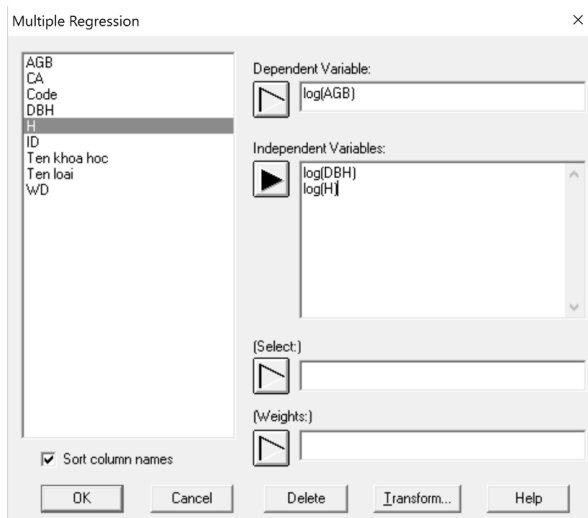 Multiple Regression
AGB
CA
Code
DBH
H
ID
Ten khoa hoc
Ten loai
WD
Sort column names
Dependent Variable:
log(AGB)
Independent Variables:
log(DBH)
log(H)
(Select:)
(Weights:)
OK
Cancel
Delete
Transform...
Help